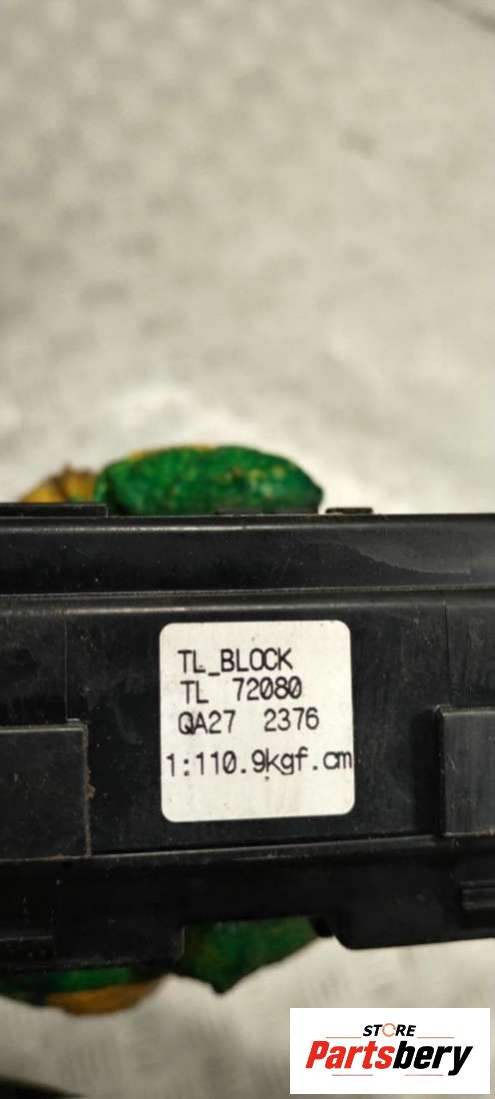 TL_BLOCK
TL 72080
QA27 2376
1:110.9kgf.cm
STORE
Partsbery